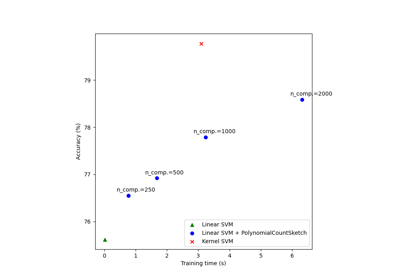 79
78
77
76
Accuracy (%)
n_comp.=2000
n_comp.=1000
n_comp.=500
n_comp.=250
Linear SVM
Linear SVM + PolynomialCountSketch
Kernel SVM
0 1 2 3 4 5 6
Training time (s)